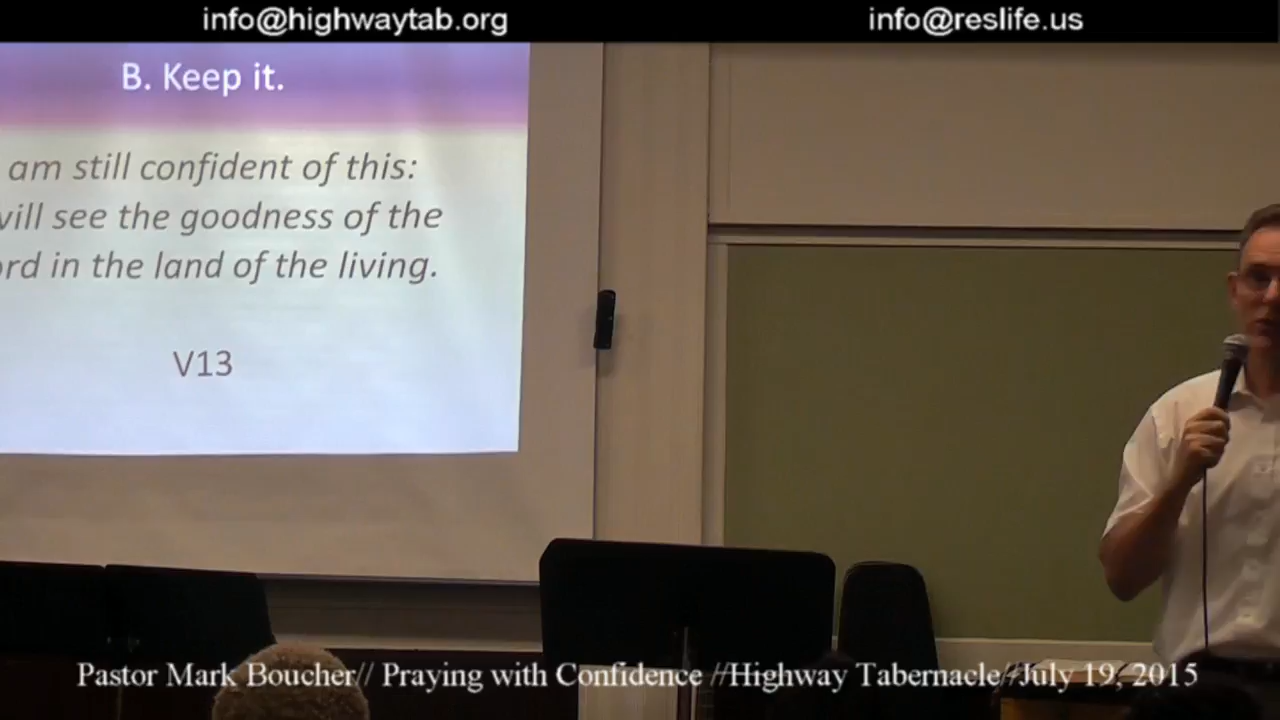 info@highwaytab.org
info@reslife.us
B. Keep it.
am still confident of this:
will see the goodness of the
ord in the land of the living.
V13
Pastor Mark Boucher// Praying with Confidence //Highway Tabernacle//July 19, 2015